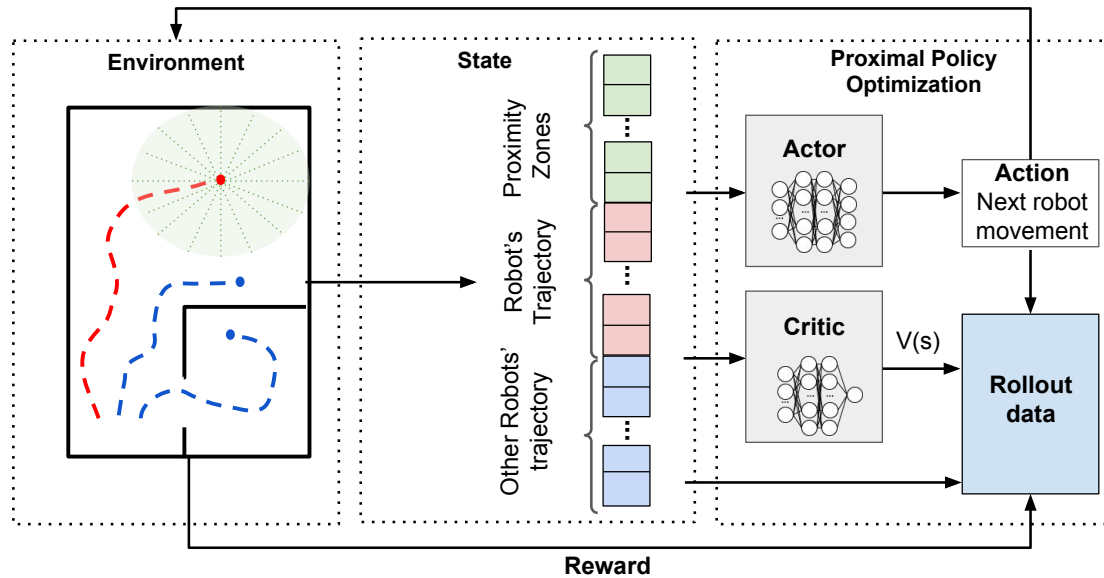 Environment
State
Proximity
Zones
Robot's
Trajectory
Other Robots'
trajectory
Proximal Policy
Optimization
Actor
...
...
Critic
...
...
V(s)
Action
Next robot
movement
Rollout
data
Reward